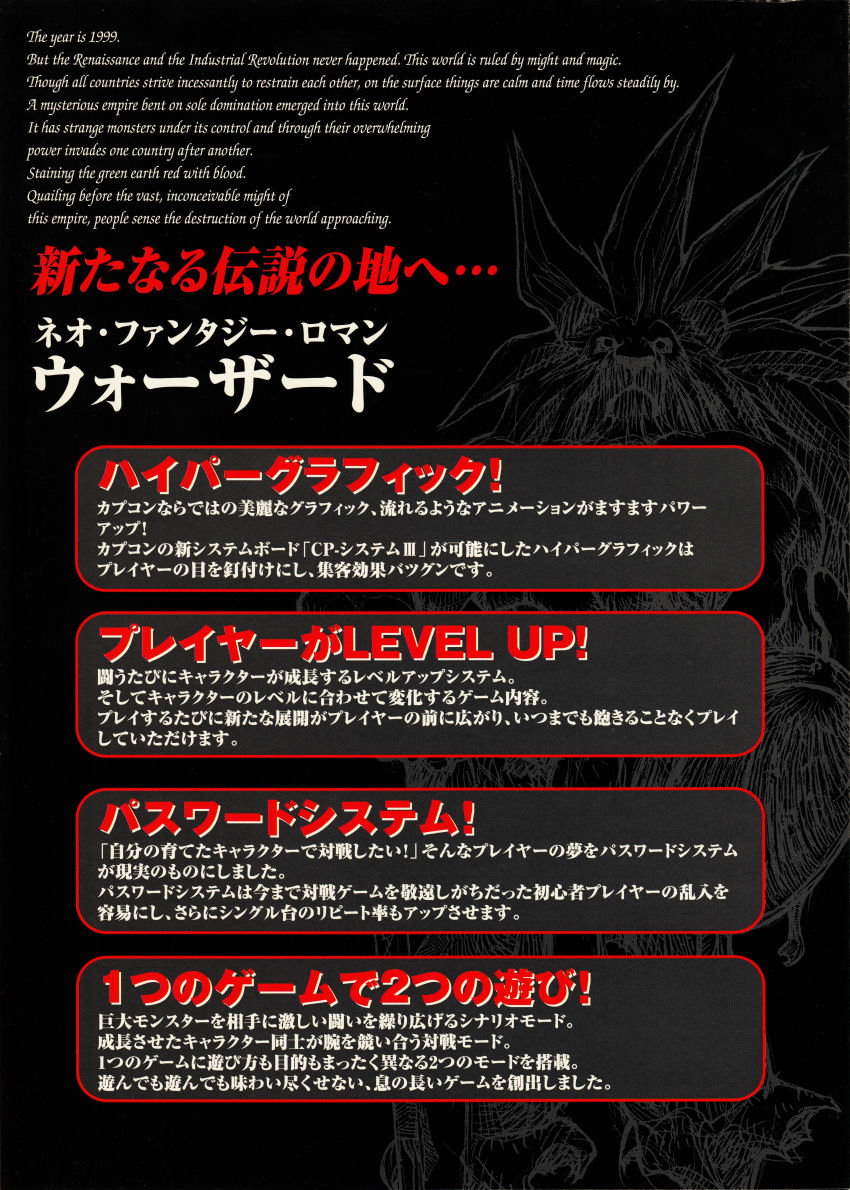 The year is 1999.
But the Renaissance and the Industrial Revolution never happened. This world is ruled by might and magic.
Though all countries strive incessantly to restrain each other, on the surface things are calm and time flows steadily by.
A mysterious empire bent on sole domination emerged into this world.
It has strange monsters under its control and through their overwhelming
power invades one country after another.
Staining the green earth red with blood.
Quailing before the vast, inconceivable might of
this empire, people sense the destruction of the world approaching.
新たなる伝説の地へ…
ネオ・ファンタジー・ロマン
ウォーザード
ハイパーグラフィック!
カプコンならではの美麗なグラフィック、流れるようなアニメーションがますますパワー
アップ!
カプコンの新システムボード「CP-システムⅢ」が可能にしたハイパーグラフィックは
プレイヤーの目を釘付けにし、集客効果バツグンです。
プレイヤーがLEVEL UP!
闘うたびにキャラクターが成長するレベルアップシステム。
そしてキャラクターのレベルに合わせて変化するゲーム内容。
プレイするたびに新たな展開がプレイヤーの前に広がり、いつまでも飽きることなくプレイ
していただけます。
パスワードシステム!
「自分の育てたキャラクターで対戦したい!」そんなプレイヤーの夢をパスワードシステム
が現実のものにしました。
パスワードシステムは今まで対戦ゲームを敬遠しがちだった初心者プレイヤーの乱入を
容易にし、さらにシングル台のリピート率もアップさせます。
1つのゲームで2つの遊び!
巨大モンスターを相手に激しい闘いを繰り広げるシナリオモード。
成長させたキャラクター同士が腕を競い合う対戦モード。
1つのゲームに遊び方も目的もまったく異なる2つのモードを搭載。
遊んでも遊んでも味わい尽くせない、息の長いゲームを創出しました。